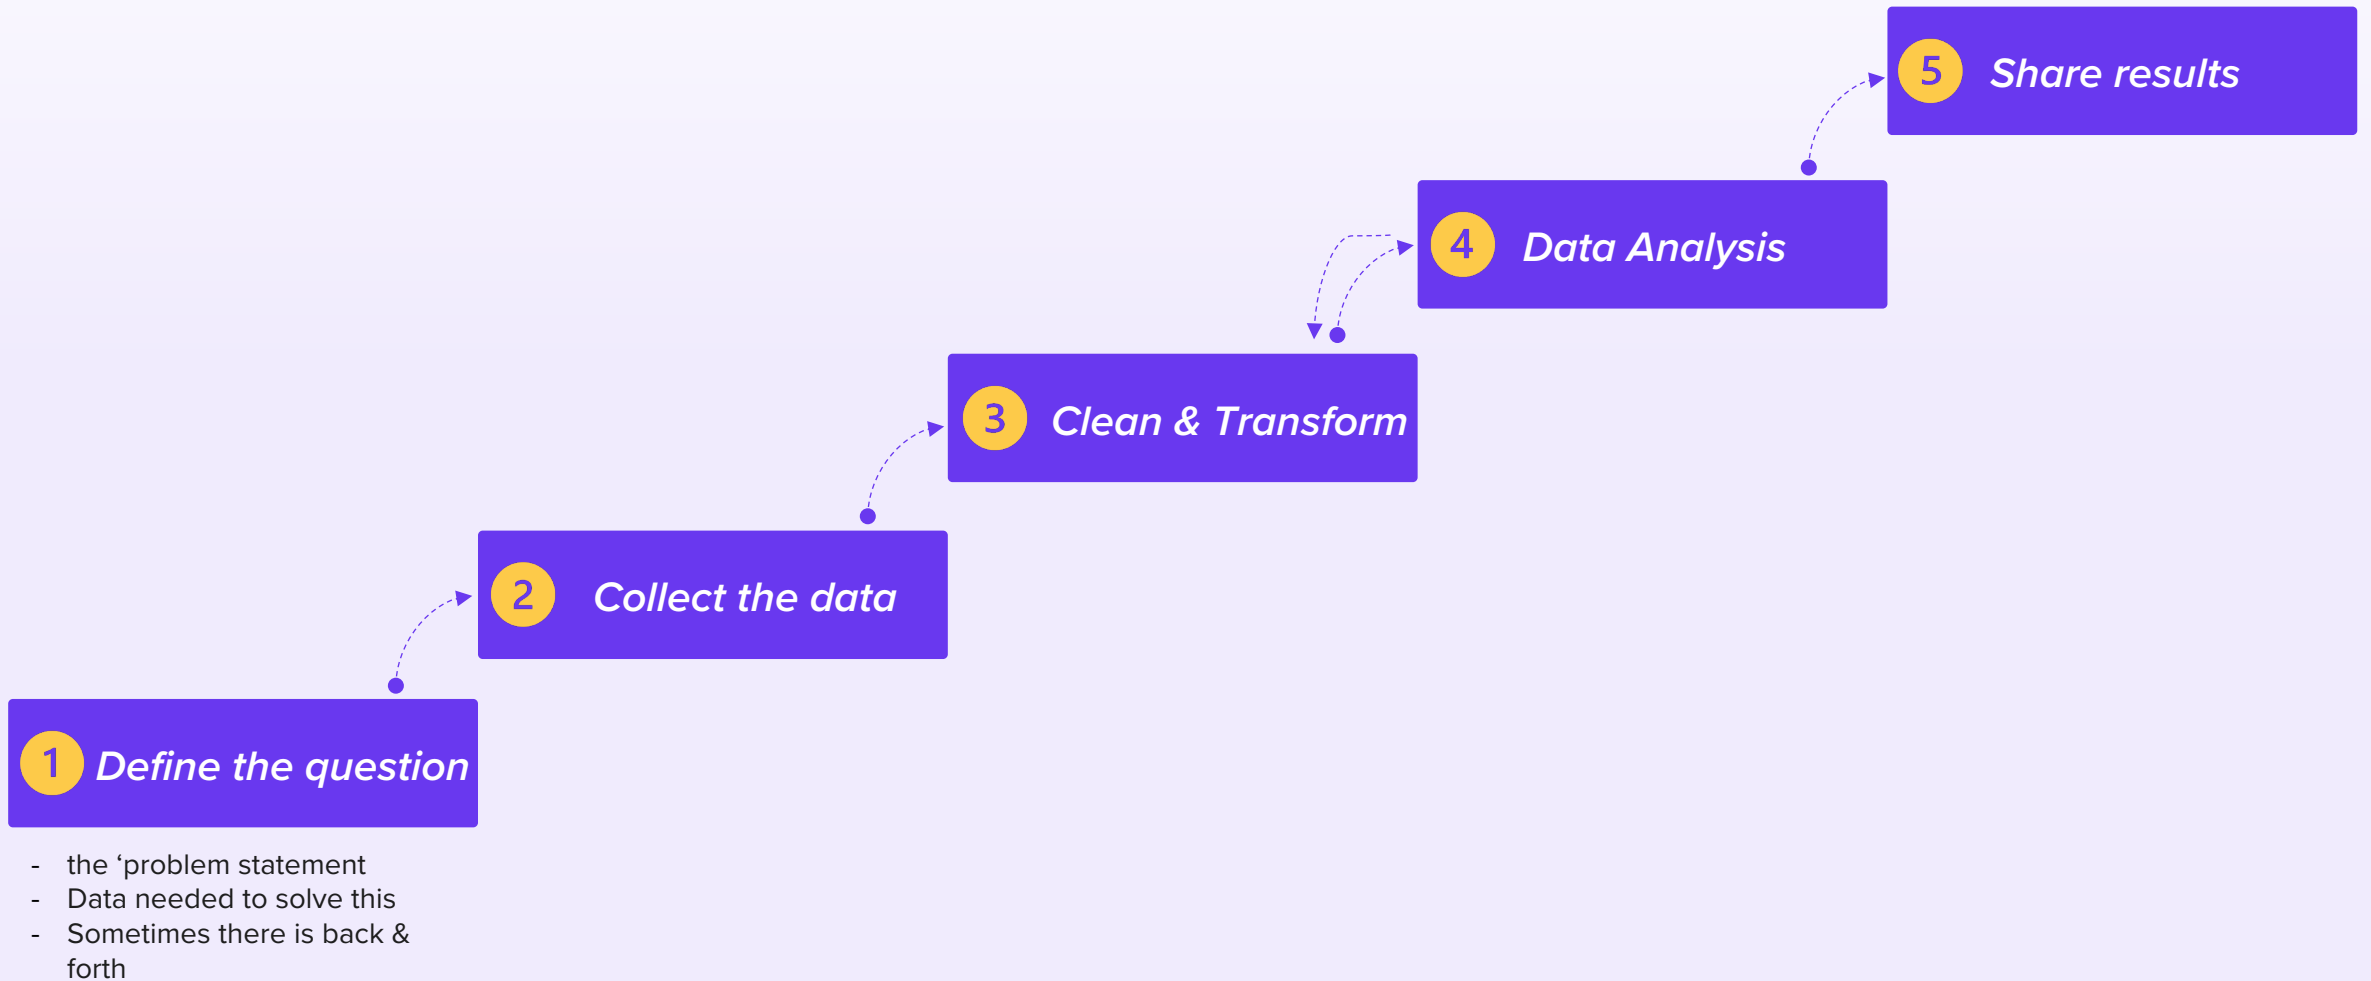 5 Share results
4 Data Analysis
3 Clean & Transform
2 Collect the data
1 Define the question
- the ‘problem statement
- Data needed to solve this
- Sometimes there is back &
forth